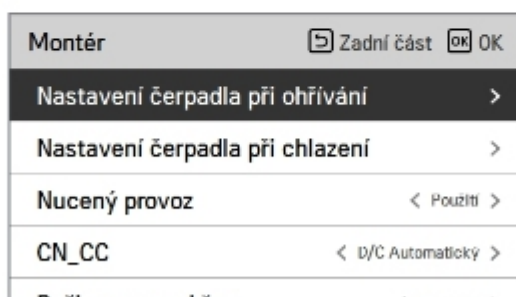 Montér Zadní část OK OK
Nastavení čerpadla při ohřívání >
Nastavení čerpadla při chlazení >
Nucený provoz < Použití >
CN_CC < D/C Automatický >